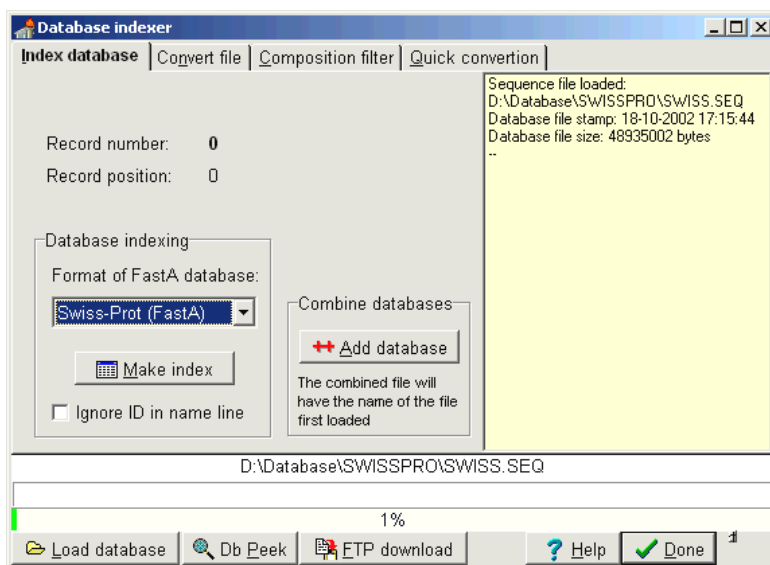 Database indexer
Index database
Convert file
Composition filter
Quick convertion
Sequence file loaded:
D:\Database\SWISSPRO\SWISS.SEQ
Database file stamp: 18-10-2002 17:15:44
Database file size: 48935002 bytes
--
Record number: 0
Record position: 0
Database indexing
Format of FastA database:
Swiss-Prot (FastA)
Make index
Ignore ID in name line
Combine databases
Add database
The combined file will
have the name of the file
first loaded
D:\Database\SWISSPRO\SWISS.SEQ
1%
Load database
Db Peek
FTP download
? Help
Done